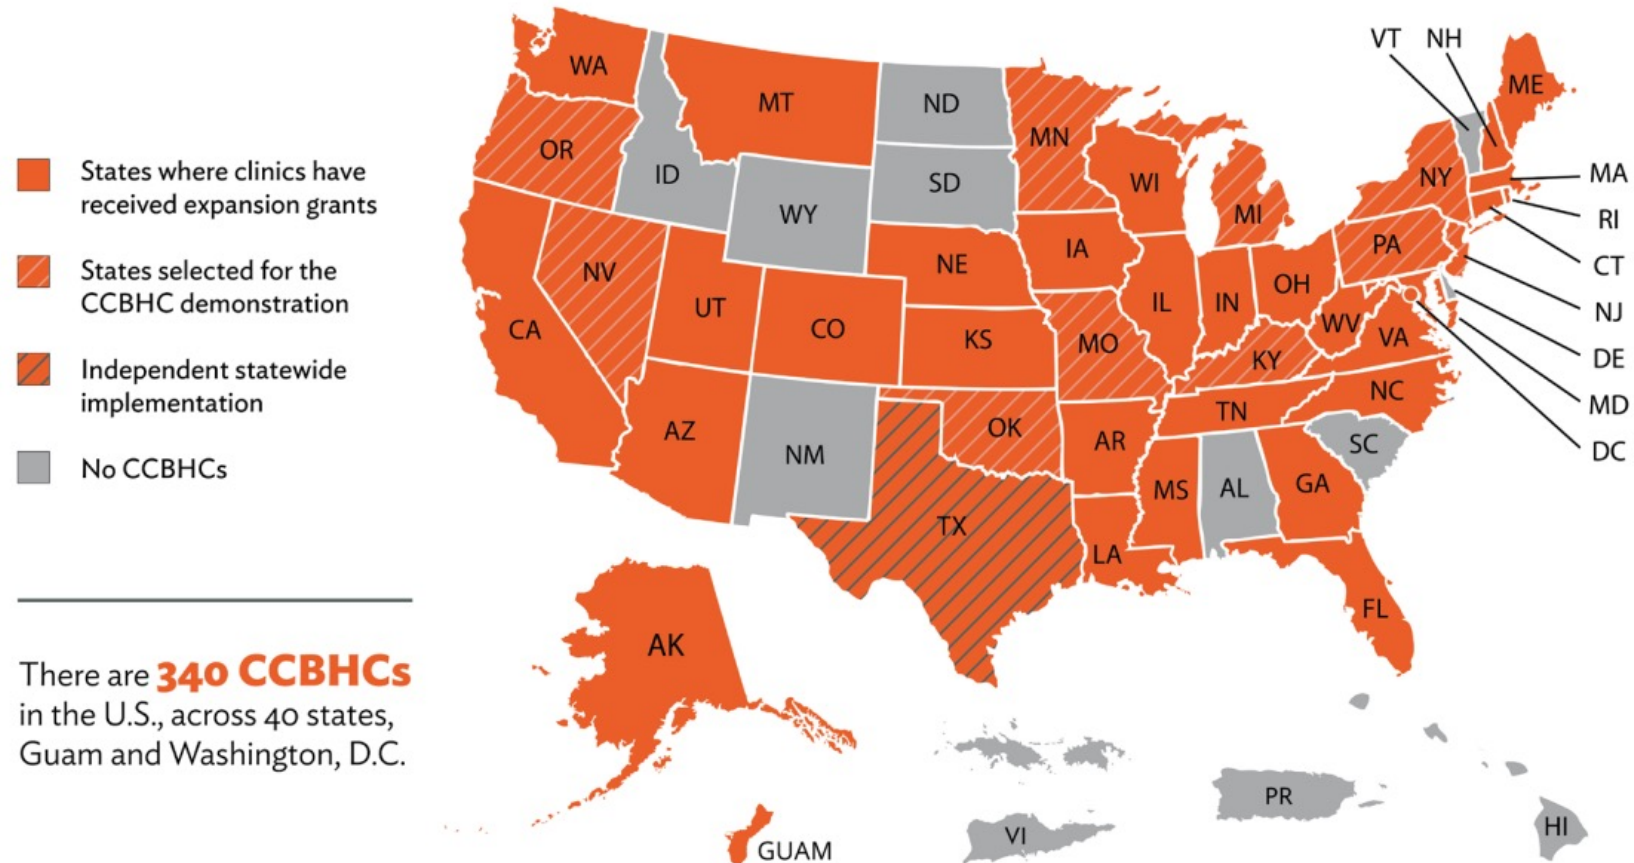 States where clinics have
received expansion grants
States selected for the
CCBHC demonstration
Independent statewide
implementation
No CCBHCs
There are 340 CCBHCs
in the U.S., across 40 states,
Guam and Washington, D.C.
WA
OR
ID
MT
ND
SD
WY
NV
CA
UT
CO
AZ
NM
NE
KS
OK
TX
MN
IA
MO
AR
LA
WI
IL
MI
IN
OH
KY
TN
MS
AL
GA
FL
SC
NC
VA
WV
PA
NY
VT
NH
ME
MA
RI
CT
NJ
DE
MD
DC
AK
GUAM
VI
PR
HI